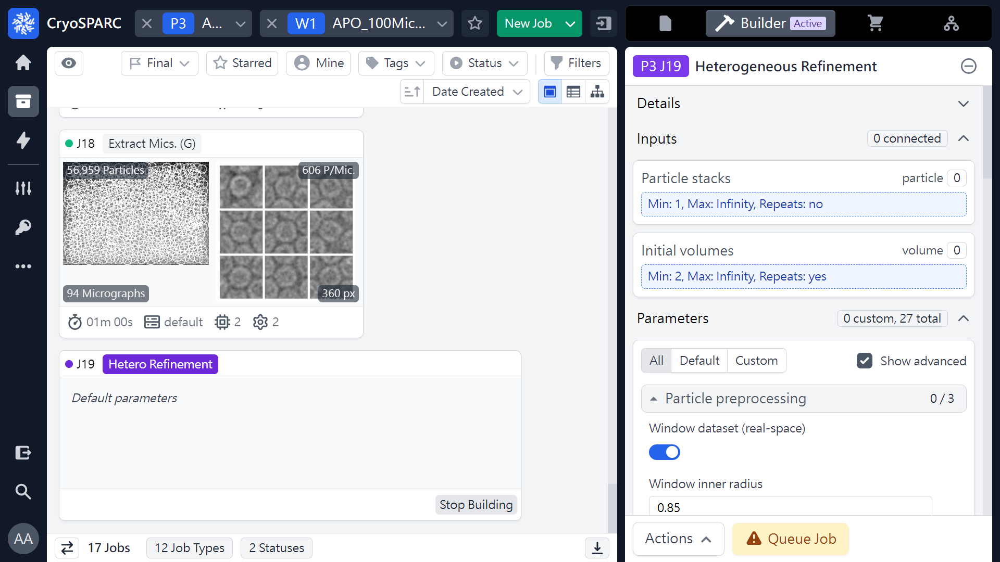 CryoSPARC
P3 A...
W1 APO_100Mic...
New Job
Builder Active
Final
Starred
Mine
Tags
Status
Filters
Date Created
J18 Extract Mics. (G)
56,959 Particles
606 P/Mic.
94 Micrographs
360 px
01m 00s default 2 2
J19 Hetero Refinement
Default parameters
Stop Building
17 Jobs
12 Job Types
2 Statuses
AA
P3 J19 Heterogeneous Refinement
Details
Inputs 0 connected
Particle stacks particle 0
Min: 1, Max: Infinity, Repeats: no
Initial volumes volume 0
Min: 2, Max: Infinity, Repeats: yes
Parameters 0 custom, 27 total
All Default Custom Show advanced
Particle preprocessing 0 / 3
Window dataset (real-space)
Window inner radius
0.85
Actions
Queue Job